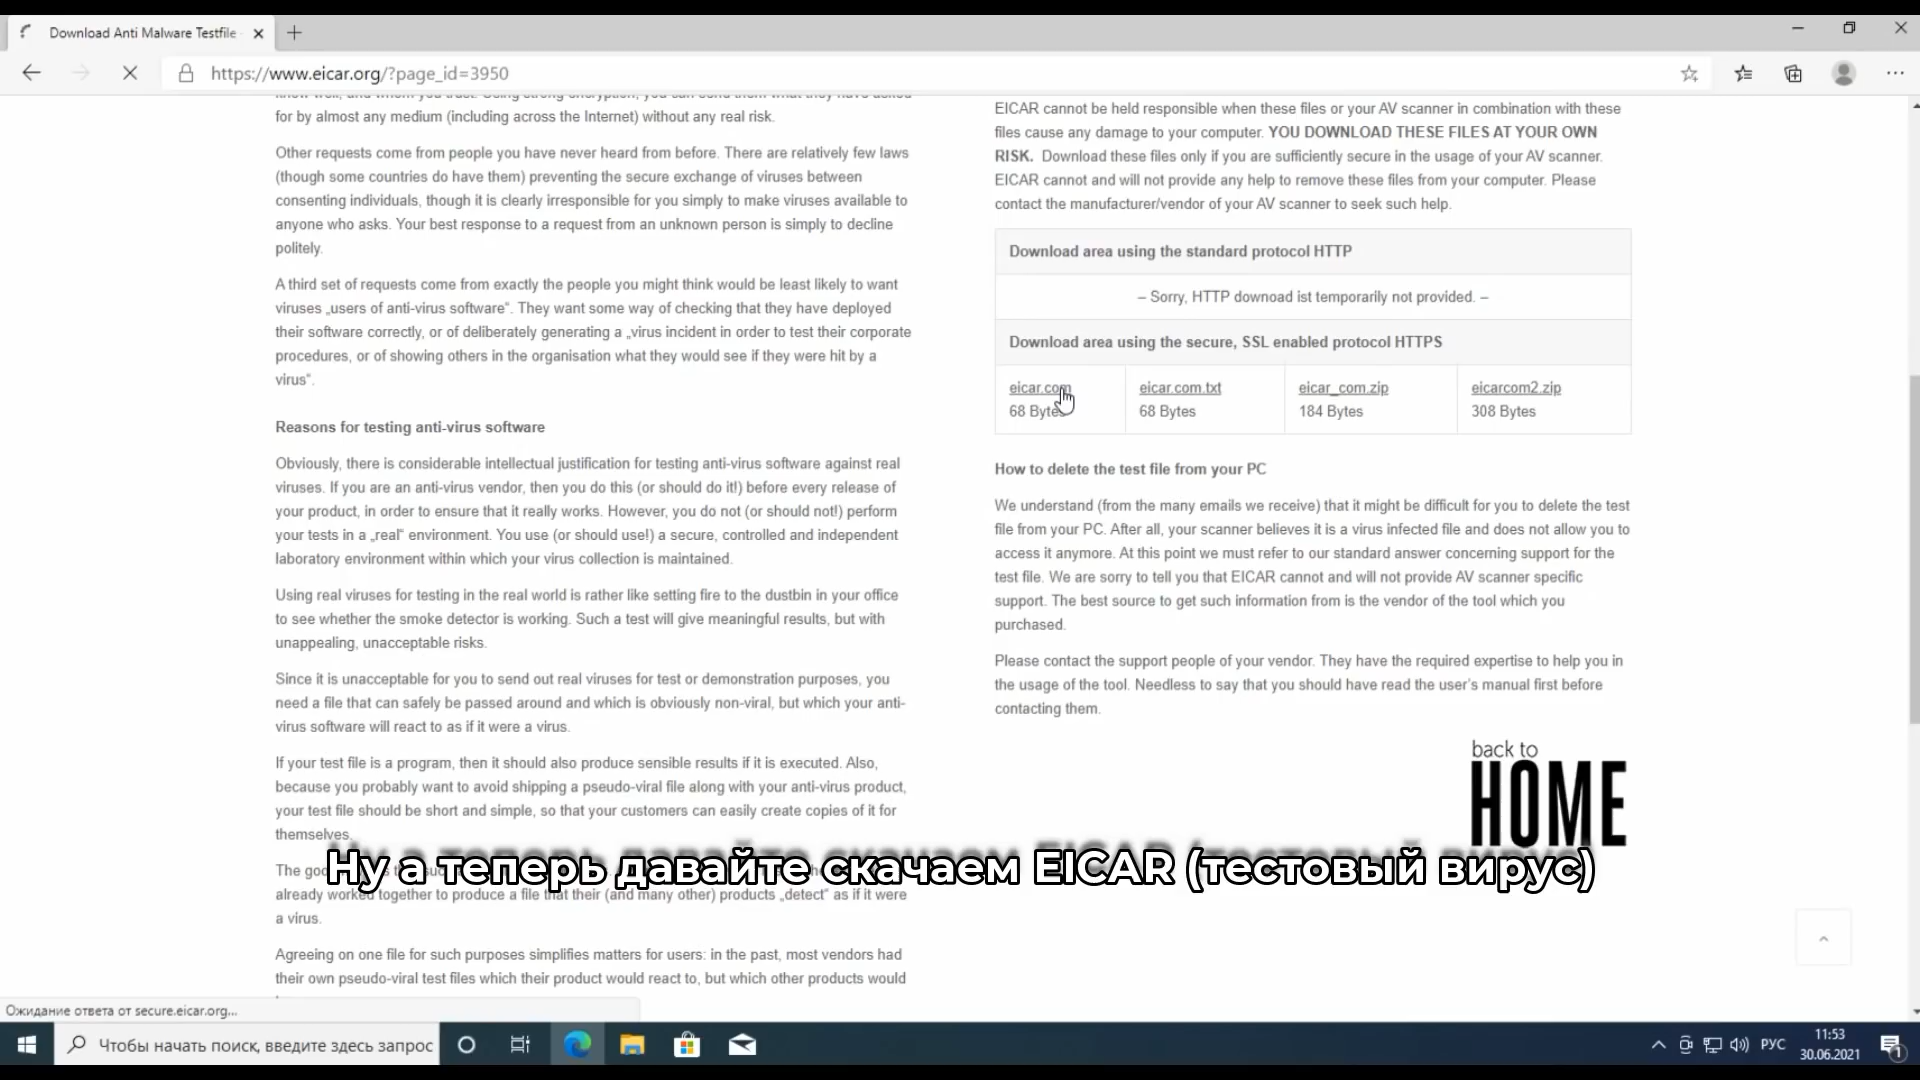 Download Anti Malware Testfile
https://www.eicar.org/?page_id=3950
for by almost any medium (including across the Internet) without any real risk.
Other requests come from people you have never heard from before. There are relatively few laws
(though some countries do have them) preventing the secure exchange of viruses between
consenting individuals, though it is clearly irresponsible for you simply to make viruses available to
anyone who asks. Your best response to a request from an unknown person is simply to decline
politely.
A third set of requests come from exactly the people you might think would be least likely to want
viruses „users of anti-virus software“. They want some way of checking that they have deployed
their software correctly, or of deliberately generating a „virus incident in order to test their corporate
procedures, or of showing others in the organisation what they would see if they were hit by a
virus“.
Reasons for testing anti-virus software
Obviously, there is considerable intellectual justification for testing anti-virus software against real
viruses. If you are an anti-virus vendor, then you do this (or should do it!) before every release of
your product, in order to ensure that it really works. However, you do not (or should not!) perform
your tests in a „real“ environment. You use (or should use!) a secure, controlled and independent
laboratory environment within which your virus collection is maintained.
Using real viruses for testing in the real world is rather like setting fire to the dustbin in your office
to see whether the smoke detector is working. Such a test will give meaningful results, but with
unappealing, unacceptable risks.
Since it is unacceptable for you to send out real viruses for test or demonstration purposes, you
need a file that can safely be passed around and which is obviously non-viral, but which your anti-
virus software will react to as if it were a virus.
If your test file is a program, then it should also produce sensible results if it is executed. Also,
because you probably want to avoid shipping a pseudo-viral file along with your anti-virus product,
your test file should be short and simple, so that your customers can easily create copies of it for
themselves.
The
already worked together to produce a file that their (and many other) products „detect“ as if it were
a virus.
Agreeing on one file for such purposes simplifies matters for users: in the past, most vendors had
their own pseudo-viral test files which their product would react to, but which other products would
EICAR cannot be held responsible when these files or your AV scanner in combination with these
files cause any damage to your computer. YOU DOWNLOAD THESE FILES AT YOUR OWN
RISK. Download these files only if you are sufficiently secure in the usage of your AV scanner.
EICAR cannot and will not provide any help to remove these files from your computer. Please
contact the manufacturer/vendor of your AV scanner to seek such help.
Download area using the standard protocol HTTP
– Sorry, HTTP downoad ist temporarily not provided. –
Download area using the secure, SSL enabled protocol HTTPS
eicar.com eicar.com.txt eicar_com.zip eicarcom2.zip
68 Bytes 68 Bytes 184 Bytes 308 Bytes
How to delete the test file from your PC
We understand (from the many emails we receive) that it might be difficult for you to delete the test
file from your PC. After all, your scanner believes it is a virus infected file and does not allow you to
access it anymore. At this point we must refer to our standard answer concerning support for the
test file. We are sorry to tell you that EICAR cannot and will not provide AV scanner specific
support. The best source to get such information from is the vendor of the tool which you
purchased.
Please contact the support people of your vendor. They have the required expertise to help you in
the usage of the tool. Needless to say that you should have read the user’s manual first before
contacting them.
back to
HOME
Ну а теперь давайте скачаем EICAR (тестовый вирус)
Ожидание ответа от secure.eicar.org...
Чтобы начать поиск, введите здесь запрос
РУС
11:53
30.06.2021
1